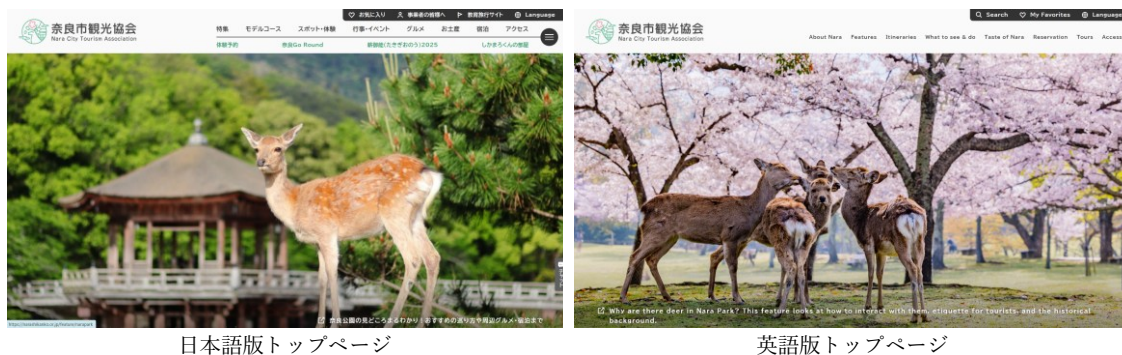 お気に入り 事業者の皆様へ 教育旅行サイト Language
奈良市観光協会
Nara City Tourism Association
特集 モデルコース スポット・体験 行事・イベント グルメ お土産 宿泊 アクセス
体験予約 奈良Go Round 薪御能(たきぎおのう)2025 しかまろくんの部屋
奈良公園の見どころまるわかり!おすすめの巡り方や周辺グルメ・宿泊まで
日本語版トップページ
Search My Favorites Language
奈良市観光協会
Nara City Tourism Association
About Nara Features Itineraries What to see & do Taste of Nara Reservation Tours Access
Why are there deer in Nara Park? This feature looks at how to interact with them, etiquette for tourists, and the historical
background.
英語版トップページ